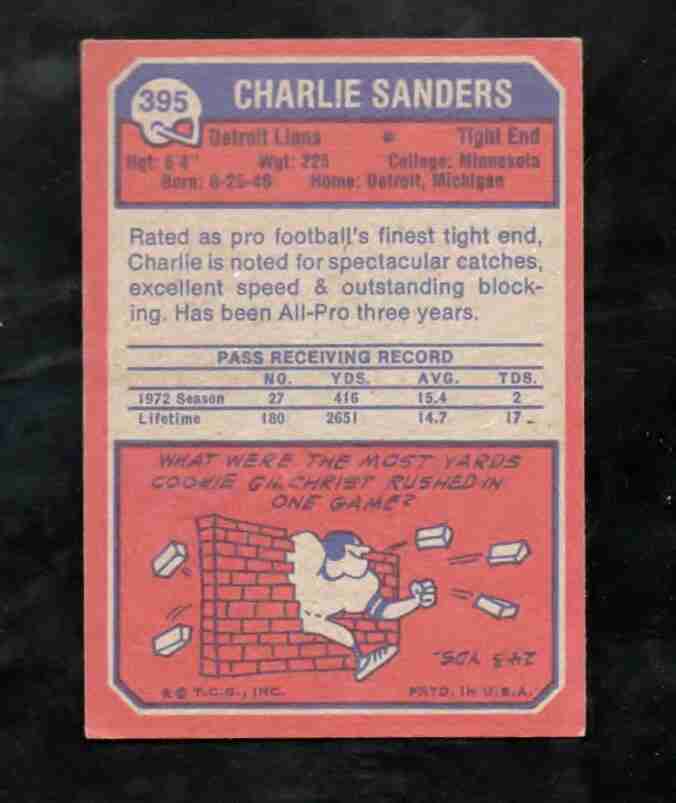 395 CHARLIE SANDERS
Detroit Lions Tight End
Hgt: 6'4" Wgt: 225 College: Minnesota
Born: 8-25-46 Home: Detroit, Michigan
Rated as pro football's finest tight end,
Charlie is noted for spectacular catches,
excellent speed & outstanding block-
ing. Has been All-Pro three years.
PASS RECEIVING RECORD
NO. YDS. AVG. TDS.
1972 Season 27 416 15.4 2
Lifetime 180 2651 14.7 17
WHAT WERE THE MOST YARDS
COOKIE GILCHRIST RUSHED IN
ONE GAME?
243 YDS.
® © T.C.G., INC. PRTD. IN U.S.A.